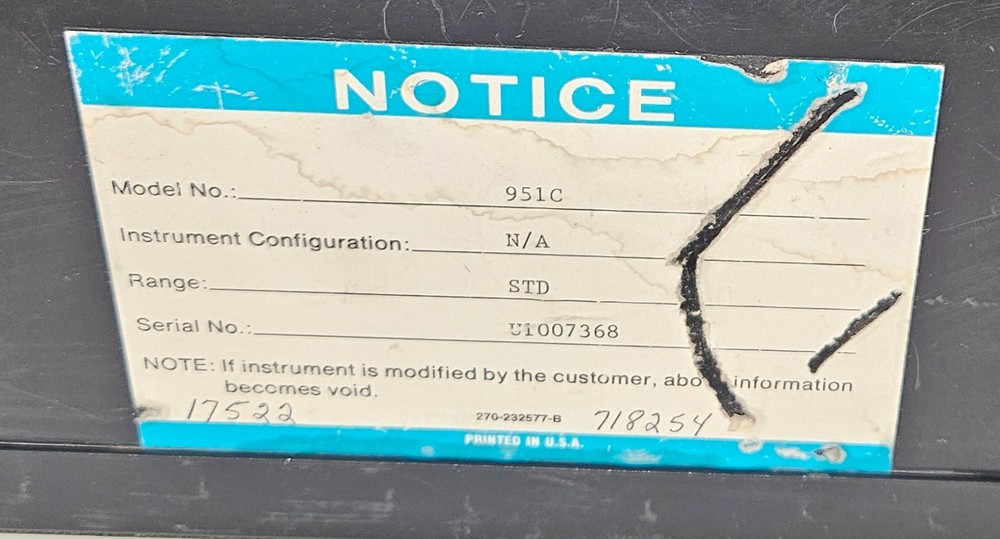 NOTICE
Model No.: 951C
Instrument Configuration: N/A
Range: STD
Serial No.: U1007368
NOTE: If instrument is modified by the customer, abo information
becomes void.
17522 270-232577-B 718254
PRINTED IN U.S.A.